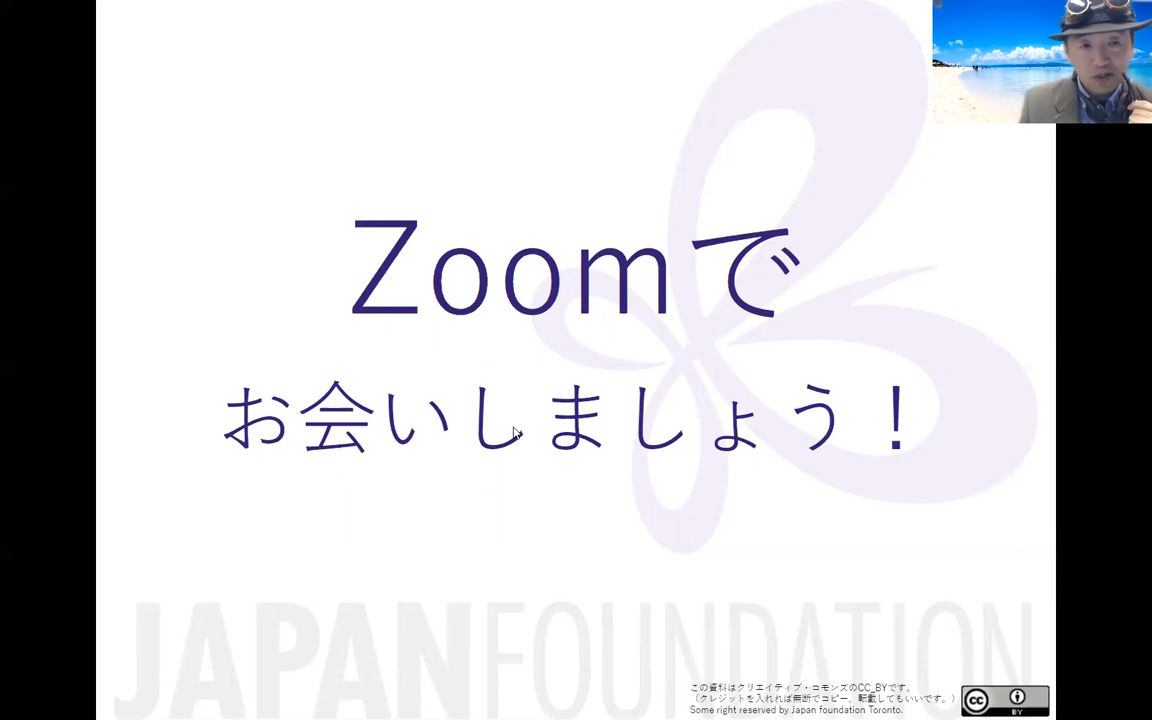 Zoomで
お会いしましょう！
JAPANFOUNDATION
この資料はクリエイティブ・コモンズのCC_BYです。
（クレジットを入れれば無断でコピー、転載してもいいです。）
Some right reserved by Japan foundation Toronto.
cc
BY